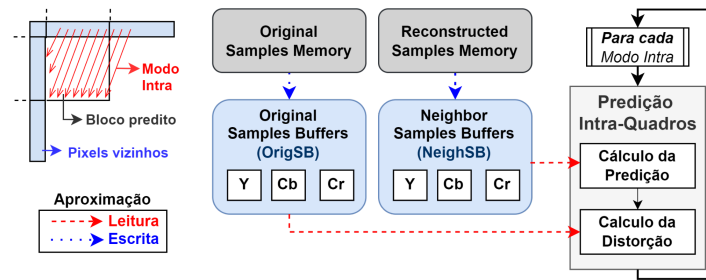 Modo
Intra
Bloco predito
Pixels vizinhos
Aproximação
Leitura
Escrita
Original
Samples Memory
Reconstructed
Samples Memory
Original
Samples Buffers
(OrigSB)
Y
Cb
Cr
Neighbor
Samples Buffers
(NeighSB)
Y
Cb
Cr
Para cada
Modo Intra
Predição
Intra-Quadros
Cálculo da
Predição
Calculo da
Distorção